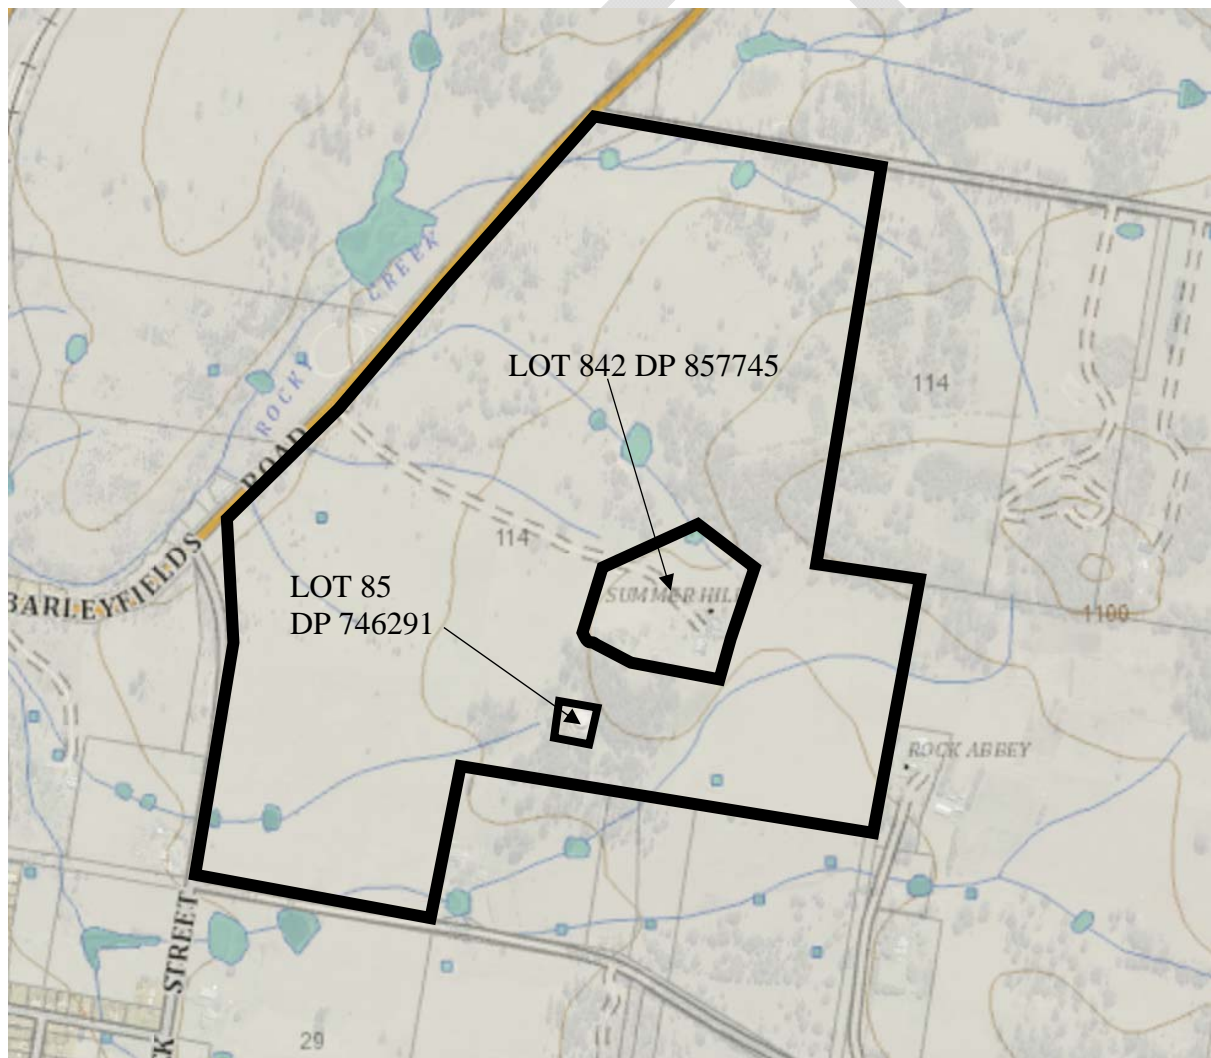 CREEK
ROCKY
LOT 842 DP 857745
114
ROAD
114
BARLEYFIELDS
LOT 85
DP 746291
SUMMER HILL
1100
ROCK ABBEY
STREET
29